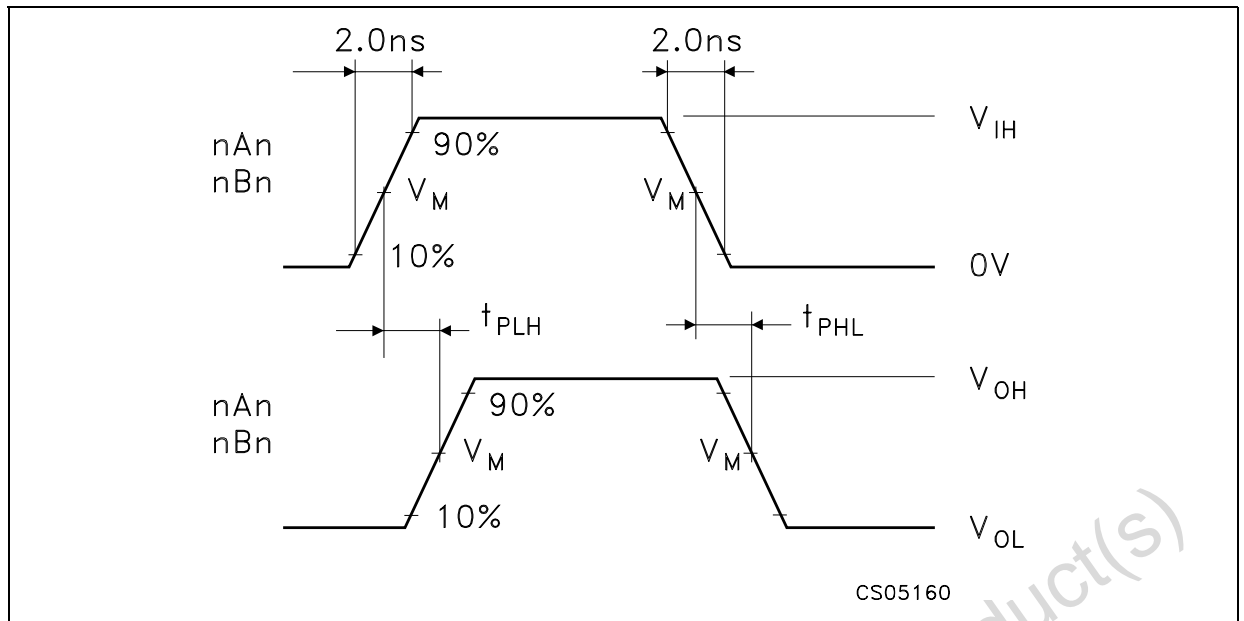 2.0ns 2.0ns
V_IH
nAn
90%
nBn
V_M V_M
10%
0V
t_PLH t_PHL
V_OH
nAn
90%
nBn
V_M V_M
10%
V_OL
CS05160
duct(s)